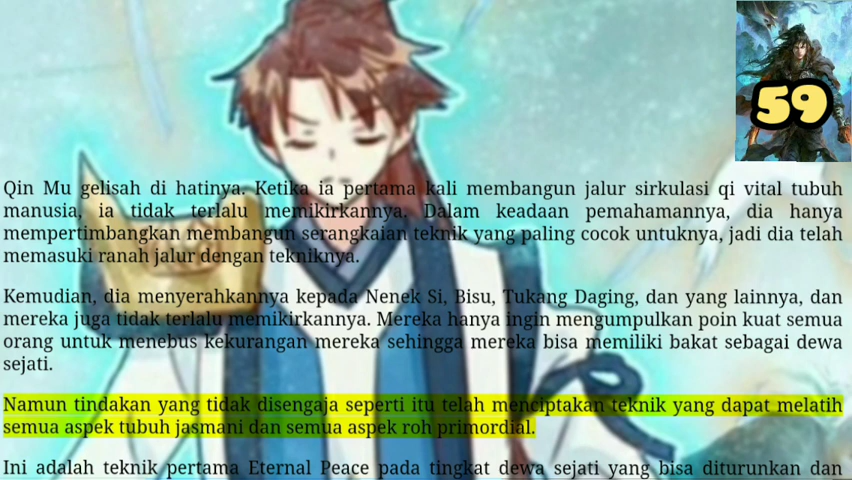 59
Qin Mu gelisah di hatinya. Ketika ia pertama kali membangun jalur sirkulasi qi vital tubuh
manusia, ia tidak terlalu memikirkannya. Dalam keadaan pemahamannya, dia hanya
mempertimbangkan membangun serangkaian teknik yang paling cocok untuknya, jadi dia telah
memasuki ranah jalur dengan tekniknya.
Kemudian, dia menyerahkannya kepada Nenek Si, Bisu, Tukang Daging, dan yang lainnya, dan
mereka juga tidak terlalu memikirkannya. Mereka hanya ingin mengumpulkan poin kuat semua
orang untuk menebus kekurangan mereka sehingga mereka bisa memiliki bakat sebagai dewa
sejati.
Namun tindakan yang tidak disengaja seperti itu telah menciptakan teknik yang dapat melatih
semua aspek tubuh jasmani dan semua aspek roh primordial.
Ini adalah teknik pertama Eternal Peace pada tingkat dewa sejati yang bisa diturunkan dan